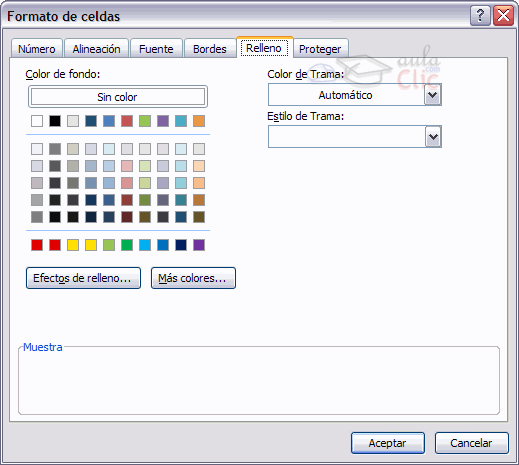 Formato de celdas
Número
Alineación
Fuente
Bordes
Relleno
Proteger
aula
.com
Clic
Color de fondo:
Color de Trama:
Sin color
Automático
Estilo de Trama:
Efectos de relleno...
Más colores...
Muestra
Aceptar
Cancelar